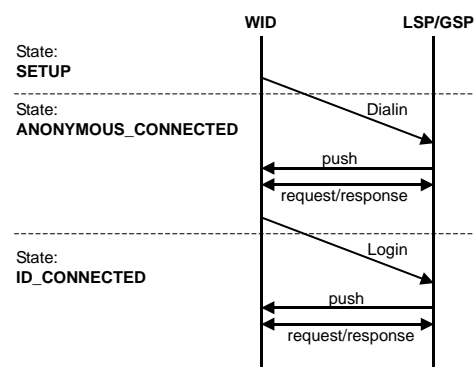 WID LSP/GSP
State:
SETUP
State:
Dialin
ANONYMOUS_CONNECTED
push
request/response
Login
State:
ID_CONNECTED
push
request/response